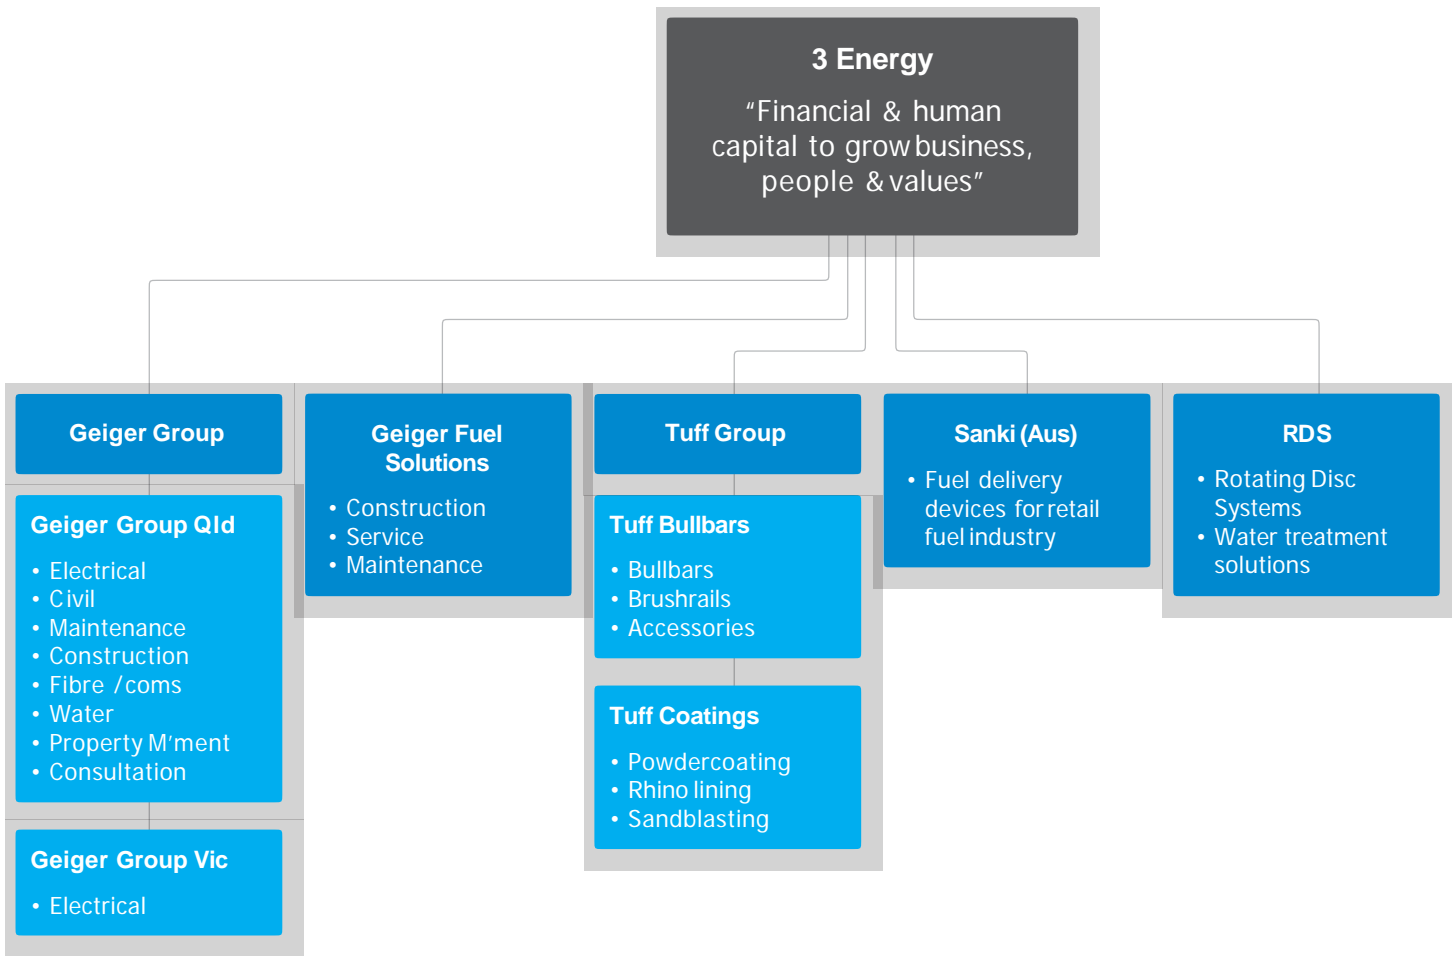 3 Energy
“Financial & human
capital to grow business,
people & values”
Geiger Group
Geiger Group Qld
• Electrical
• Civil
• Maintenance
• Construction
• Fibre /coms
• Water
• Property M’ment
• Consultation
Geiger Group Vic
• Electrical
Geiger Fuel
Solutions
• Construction
• Service
• Maintenance
Tuff Group
Tuff Bullbars
• Bullbars
• Brushrails
• Accessories
Tuff Coatings
• Powdercoating
• Rhino lining
• Sandblasting
Sanki (Aus)
• Fuel delivery
devices for retail
fuel industry
RDS
• Rotating Disc
Systems
• Water treatment
solutions